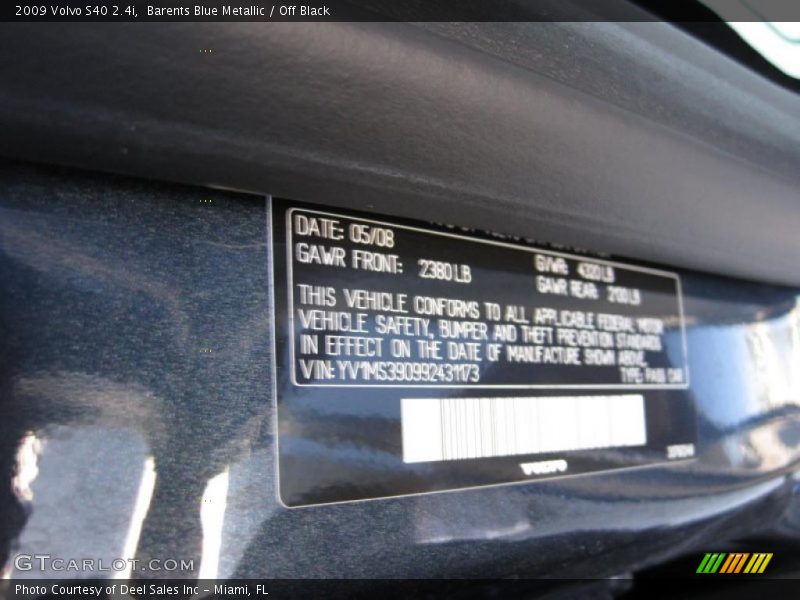 2009 Volvo S40 2.4i,  Barents Blue Metallic / Off Black
DATE: 05/08
GVWR: 4320 LB
GAWR FRONT: 2380 LB
GAWR REAR: 2100 LB
THIS VEHICLE CONFORMS TO ALL APPLICABLE FEDERAL MOTOR
VEHICLE SAFETY, BUMPER AND THEFT PREVENTION STANDARDS
IN EFFECT ON THE DATE OF MANUFACTURE SHOWN ABOVE.
VIN: YV1MS390992431173
TYPE: PASS CAR
VOLVO
GTCARLOT.COM
Photo Courtesy of Deel Sales Inc - Miami, FL